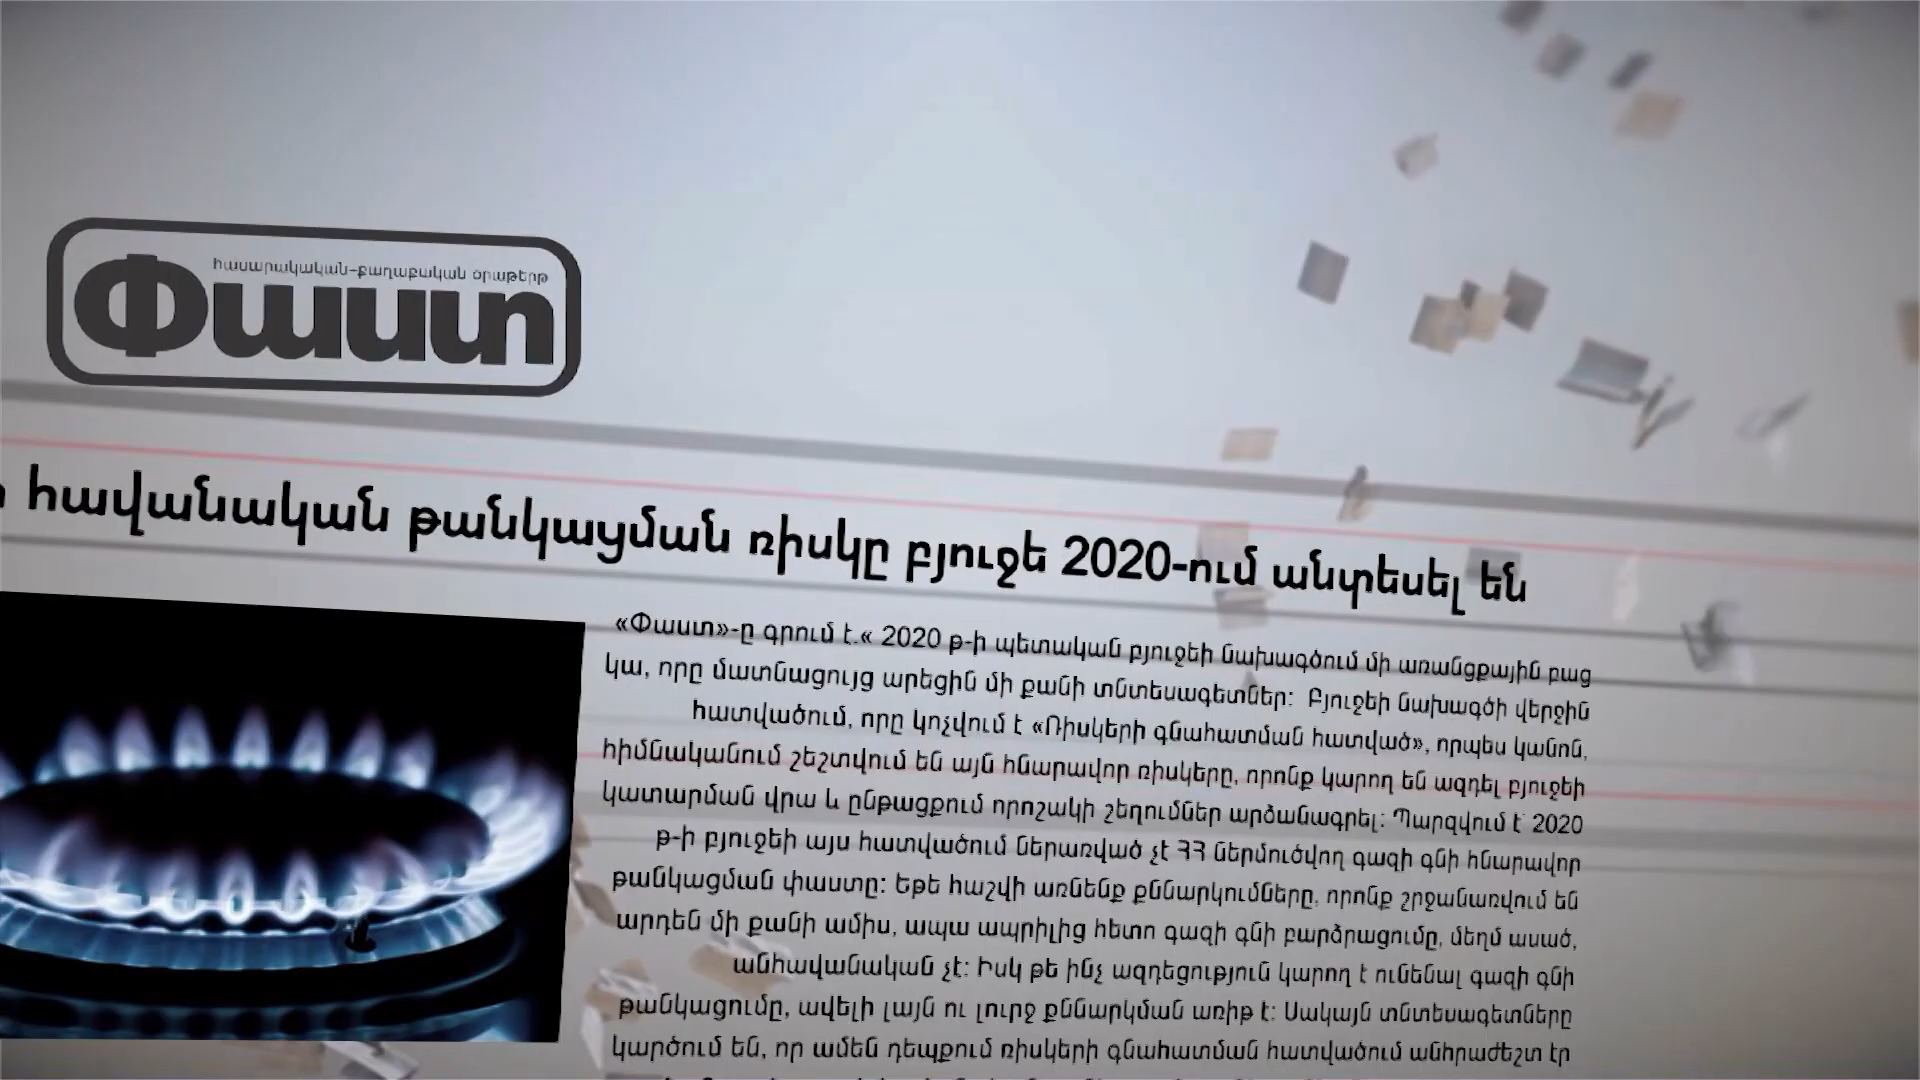 հասարակական-քաղաքական օրաթերթ
Փաստ
հավանական թանկացման ռիսկը բյուջե 2020-ում անտեսել են
«Փաստ»-ը գրում է.« 2020 թ-ի պետական բյուջեի նախագծում մի առանցքային բաց
կա, որը մատնացույց արեցին մի քանի տնտեսագետներ: Բյուջեի նախագծի վերջին
հատվածում, որը կոչվում է «Ռիսկերի գնահատման հատված», որպես կանոն,
հիմնականում շեշտվում են այն հնարավոր ռիսկերը, որոնք կարող են ազդել բյուջեի
կատարման վրա և ընթացքում որոշակի շեղումներ արձանագրել: Պարզվում է՝ 2020
թ-ի բյուջեի այս հատվածում ներառված չէ ՀՀ ներմուծվող գազի գնի հնարավոր
թանկացման փաստը: Եթե հաշվի առնենք քննարկումները, որոնք շրջանառվում են
արդեն մի քանի ամիս, ապա ապրիլից հետո գազի գնի բարձրացումը, մեղմ ասած,
անհավանական չէ: Իսկ թե ինչ ազդեցություն կարող է ունենալ գազի գնի
թանկացումը, ավելի լայն ու լուրջ քննարկման առիթ է: Սակայն տնտեսագետները
կարծում են, որ ամեն դեպքում ռիսկերի գնահատման հատվածում անհրաժեշտ էր